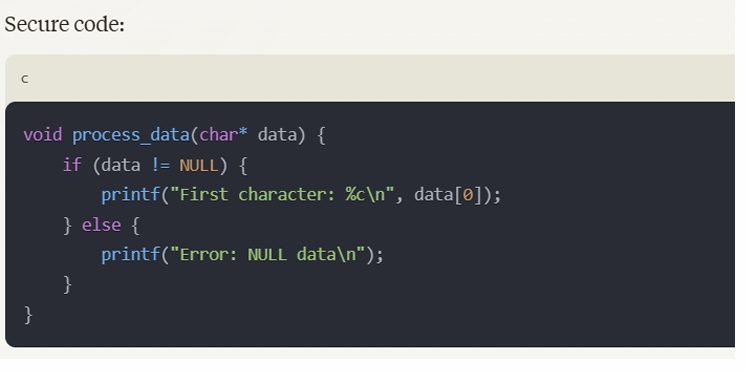 Secure code:
c
void process_data(char* data) {
    if (data != NULL) {
        printf("First character: %c\n", data[0]);
    } else {
        printf("Error: NULL data\n");
    }
}